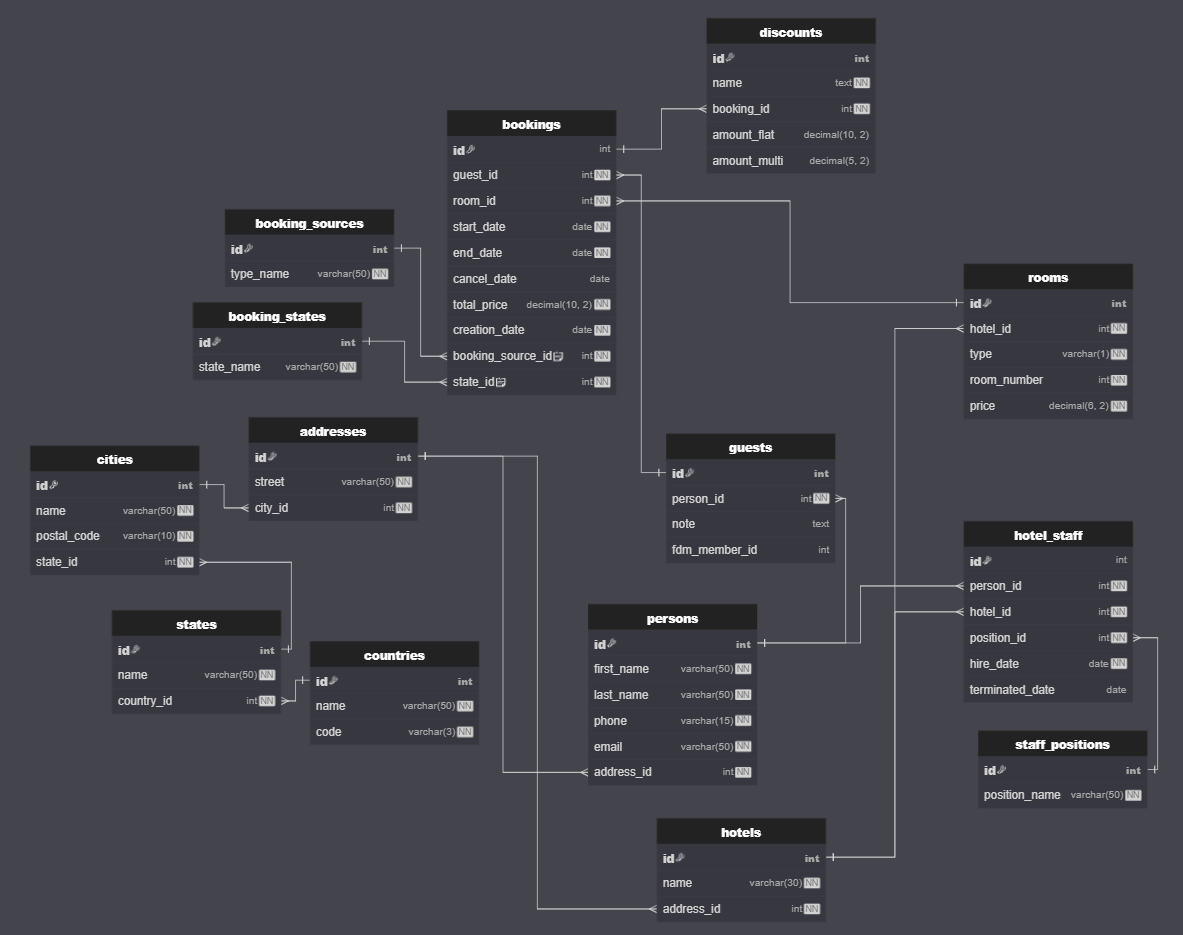 discounts
id int
name text NN
booking_id int NN
amount_flat decimal(10, 2)
amount_multi decimal(5, 2)
bookings
id int
guest_id int NN
room_id int NN
start_date date NN
end_date date NN
cancel_date date
total_price decimal(10, 2) NN
creation_date date NN
booking_source_id int NN
state_id int NN
booking_sources
id int
type_name varchar(50) NN
booking_states
id int
state_name varchar(50) NN
rooms
id int
hotel_id int NN
type varchar(1) NN
room_number int NN
price decimal(6, 2) NN
addresses
id int
street varchar(50) NN
city_id int NN
cities
id int
name varchar(50) NN
postal_code varchar(10) NN
state_id int NN
guests
id int
person_id int NN
note text
fdm_member_id int
hotel_staff
id int
person_id int NN
hotel_id int NN
position_id int NN
hire_date date NN
terminated_date date
states
id int
name varchar(50) NN
country_id int NN
countries
id int
name varchar(50) NN
code varchar(3) NN
persons
id int
first_name varchar(50) NN
last_name varchar(50) NN
phone varchar(15) NN
email varchar(50) NN
address_id int NN
staff_positions
id int
position_name varchar(50) NN
hotels
id int
name varchar(30) NN
address_id int NN